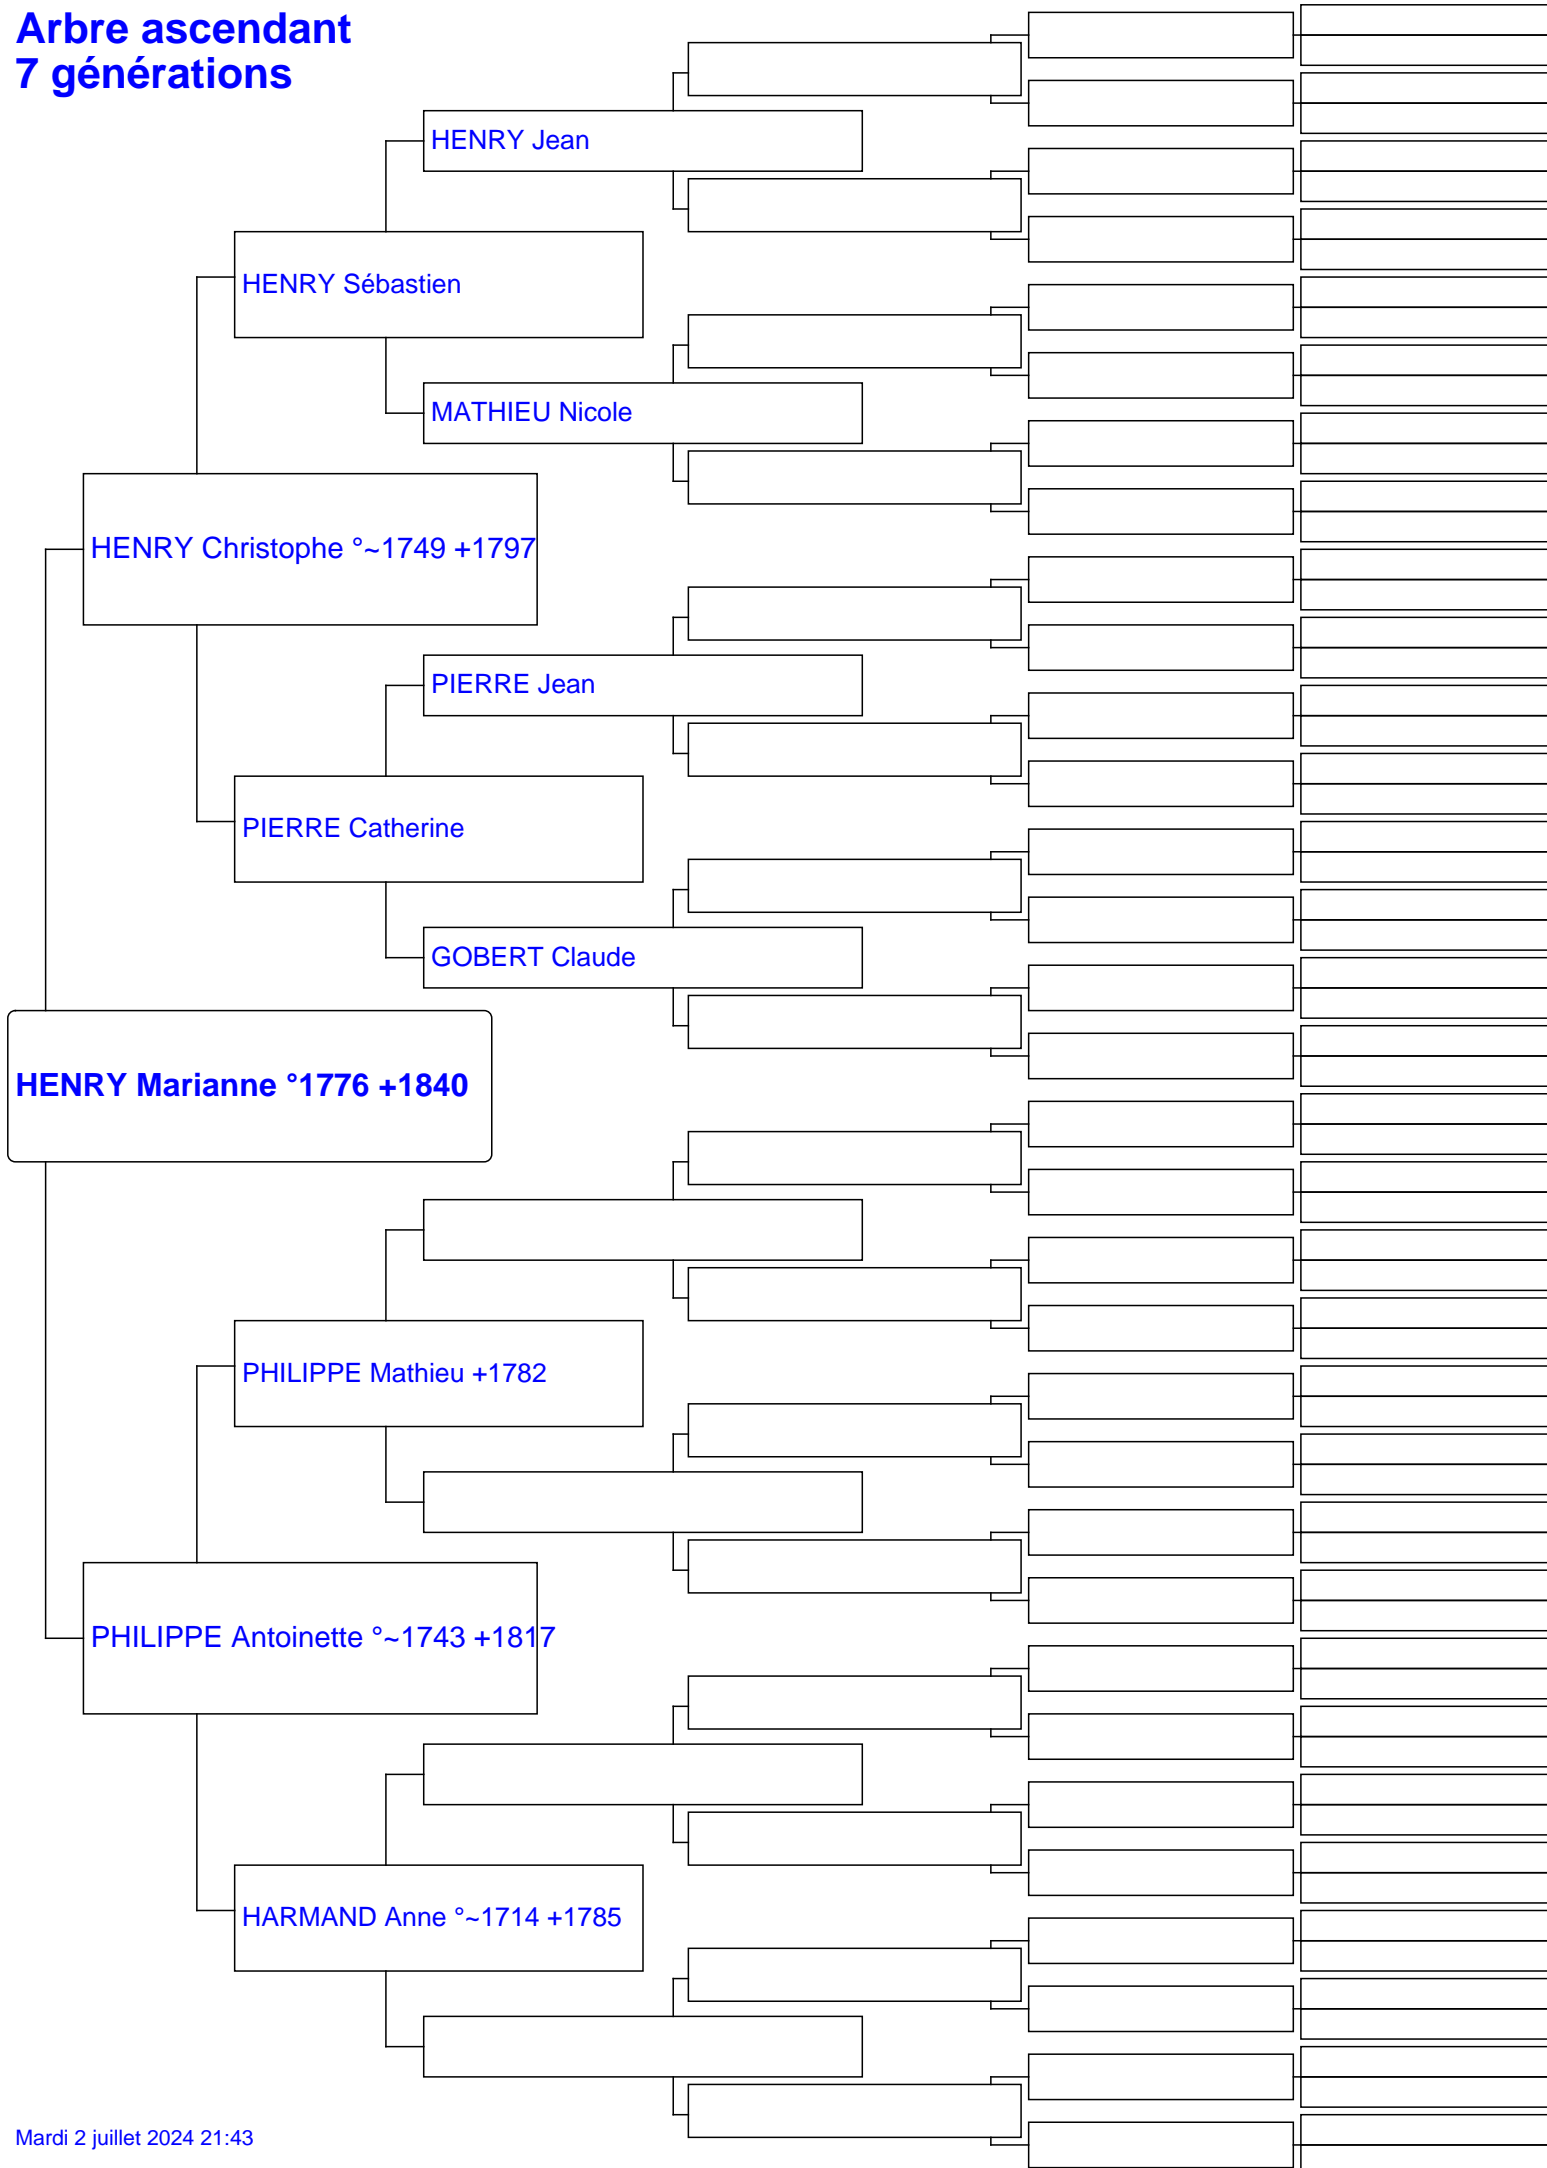 Arbre ascendant
7 générations
HENRY Jean
HENRY Sébastien
MATHIEU Nicole
HENRY Christophe °~1749 +1797
PIERRE Jean
PIERRE Catherine
GOBERT Claude
HENRY Marianne °1776 +1840
PHILIPPE Mathieu +1782
PHILIPPE Antoinette °~1743 +1817
HARMAND Anne °~1714 +1785
Mardi 2 juillet 2024 21:43